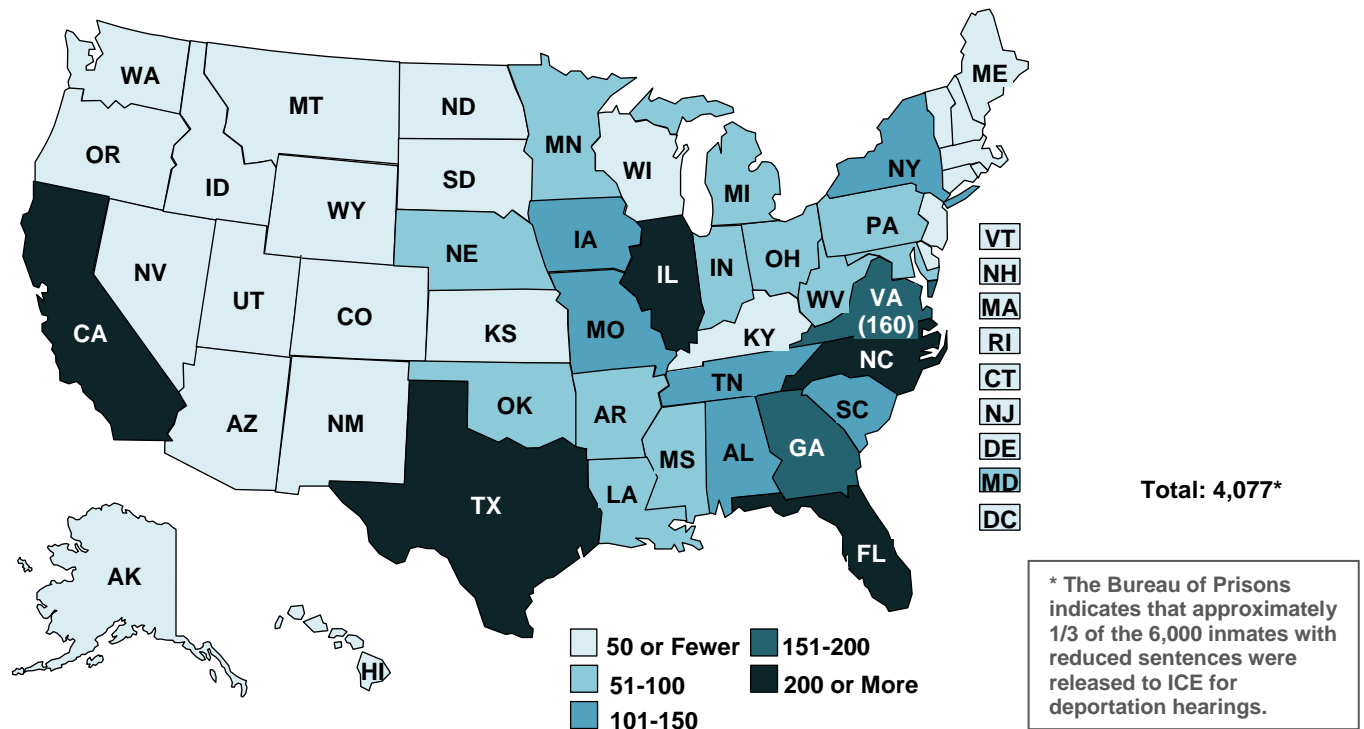 WA
MT
ND
MN
ME
OR
ID
SD
WI
MI
NY
WY
NE
IA
PA
NV
UT
CO
KS
MO
IL
IN
OH
WV
VA
(160)
KY
CA
NC
AZ
NM
OK
AR
TN
SC
MS
AL
GA
TX
LA
FL
AK
HI
VT
NH
MA
RI
CT
NJ
DE
MD
DC
Total: 4,077*
50 or Fewer
51-100
101-150
151-200
200 or More
* The Bureau of Prisons
indicates that approximately
1/3 of the 6,000 inmates with
reduced sentences were
released to ICE for
deportation hearings.